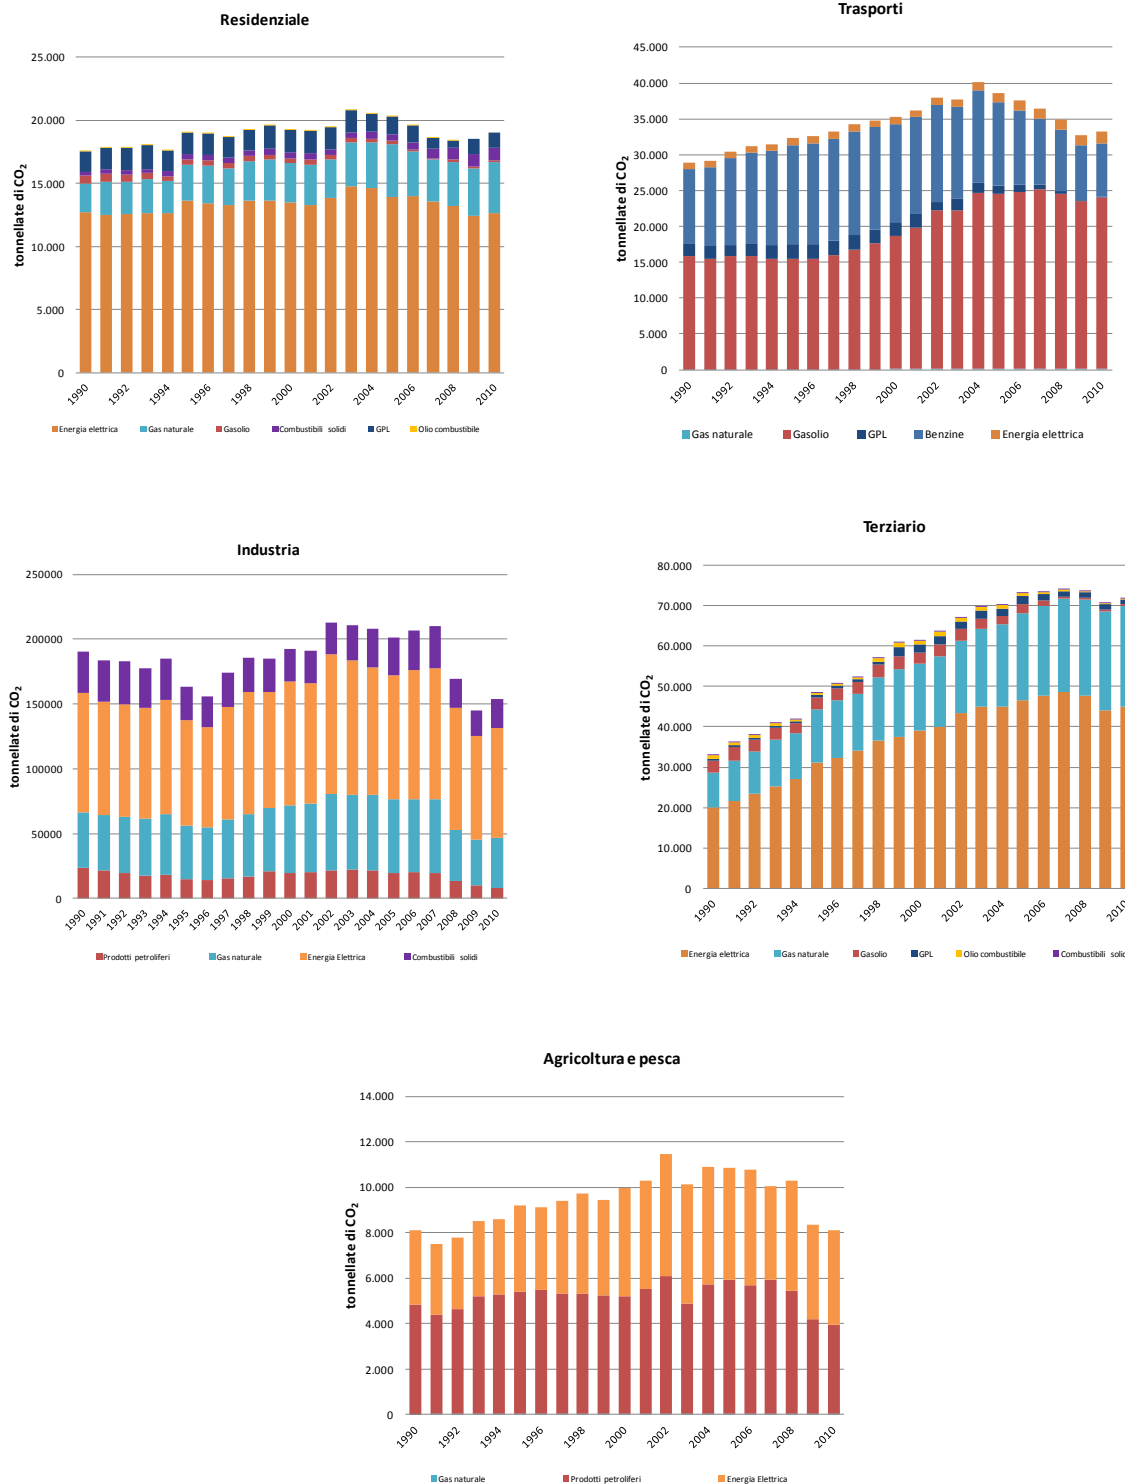 Residenziale
tonnellate di CO2
25.000
20.000
15.000
10.000
5.000
0
1990 1992 1994 1996 1998 2000 2002 2004 2006 2008 2010
Energia elettrica Gas naturale Gasolio Combustibili solidi GPL Olio combustibile
Trasporti
tonnellate di CO2
45.000
40.000
35.000
30.000
25.000
20.000
15.000
10.000
5.000
0
1990 1992 1994 1996 1998 2000 2002 2004 2006 2008 2010
Gas naturale Gasolio GPL Benzine Energia elettrica
Industria
tonnellate di CO2
250000
200000
150000
100000
50000
0
1990 1991 1992 1993 1994 1995 1996 1997 1998 1999 2000 2001 2002 2003 2004 2005 2006 2007 2008 2009 2010
Prodotti petroliferi Gas naturale Energia Elettrica Combustibili solidi
Terziario
tonnellate di CO2
80.000
70.000
60.000
50.000
40.000
30.000
20.000
10.000
0
1990 1992 1994 1996 1998 2000 2002 2004 2006 2008 2010
Energia elettrica Gas naturale Gasolio GPL Olio combustibile Combustibili solid
Agricoltura e pesca
tonnellate di CO2
14.000
12.000
10.000
8.000
6.000
4.000
2.000
0
1990 1992 1994 1996 1998 2000 2002 2004 2006 2008 2010
Gas naturale Prodotti petroliferi Energia Elettrica